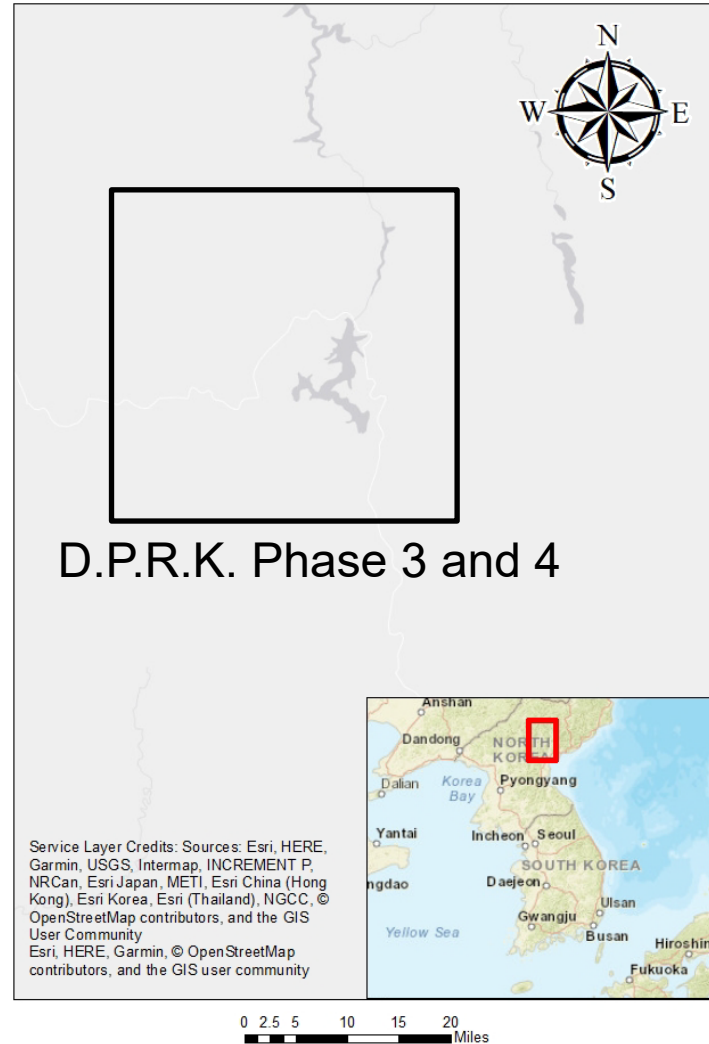 N
W E
S
D.P.R.K. Phase 3 and 4
Anshan
Dandong
NORTH
KOREA
Dalian
Korea
Bay
Pyongyang
Yantai
Incheon Seoul
SOUTH KOREA
ngdao
Daejeon
Ulsan
Gwangju
Busan
Yellow Sea
Hiroshin
Fukuoka
Service Layer Credits: Sources: Esri, HERE,
Garmin, USGS, Intermap, INCREMENT P,
NRCan, Esri Japan, METI, Esri China (Hong
Kong), Esri Korea, Esri (Thailand), NGCC, ©
OpenStreetMap contributors, and the GIS
User Community
Esri, HERE, Garmin, © OpenStreetMap
contributors, and the GIS user community
0 2.5 5 10 15 20
Miles